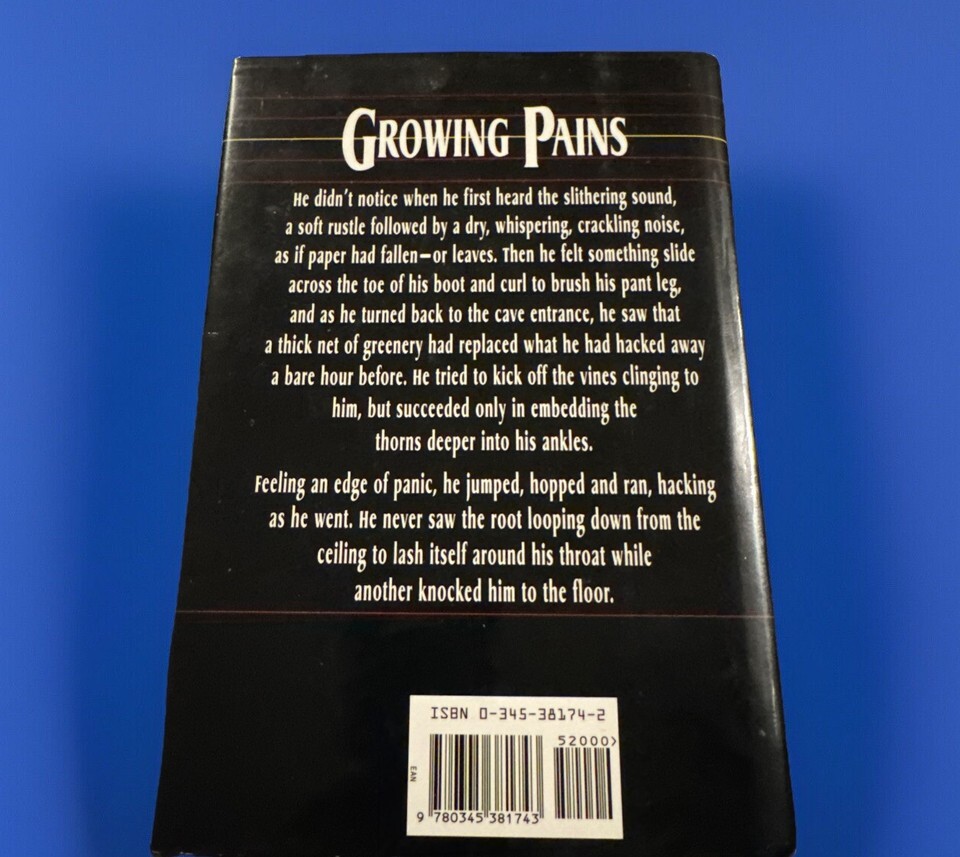 GROWING PAINS
He didn't notice when he first heard the slithering sound,
a soft rustle followed by a dry, whispering, crackling noise,
as if paper had fallen—or leaves. Then he felt something slide
across the toe of his boot and curl to brush his pant leg,
and as he turned back to the cave entrance, he saw that
a thick net of greenery had replaced what he had hacked away
a bare hour before. He tried to kick off the vines clinging to
him, but succeeded only in embedding the
thorns deeper into his ankles.
Feeling an edge of panic, he jumped, hopped and ran, hacking
as he went. He never saw the root looping down from the
ceiling to lash itself around his throat while
another knocked him to the floor.
ISBN 0-345-38174-2
52000>
EAN
9 780345 381743